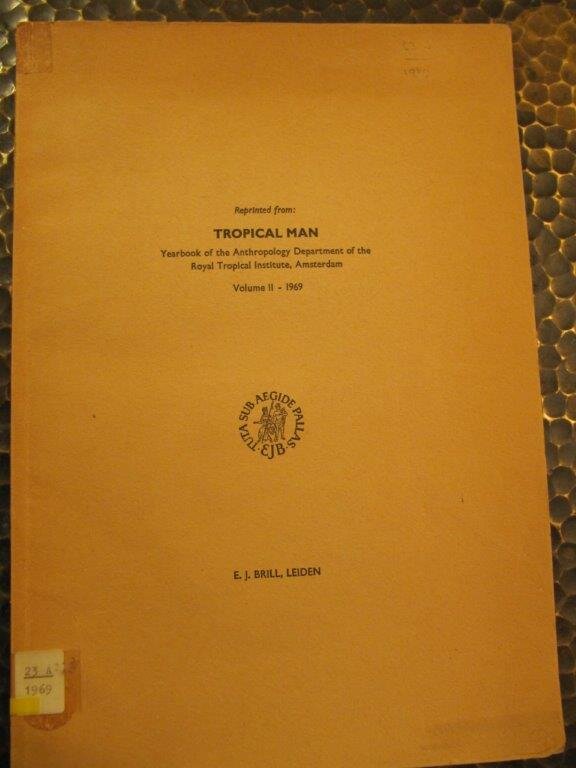 Reprinted from:
TROPICAL MAN
Yearbook of the Anthropology Department of the
Royal Tropical Institute, Amsterdam
Volume II - 1969
TUTA SUB AEGIDE PALLAS · EJB ·
E. J. BRILL, LEIDEN
23 A
1969